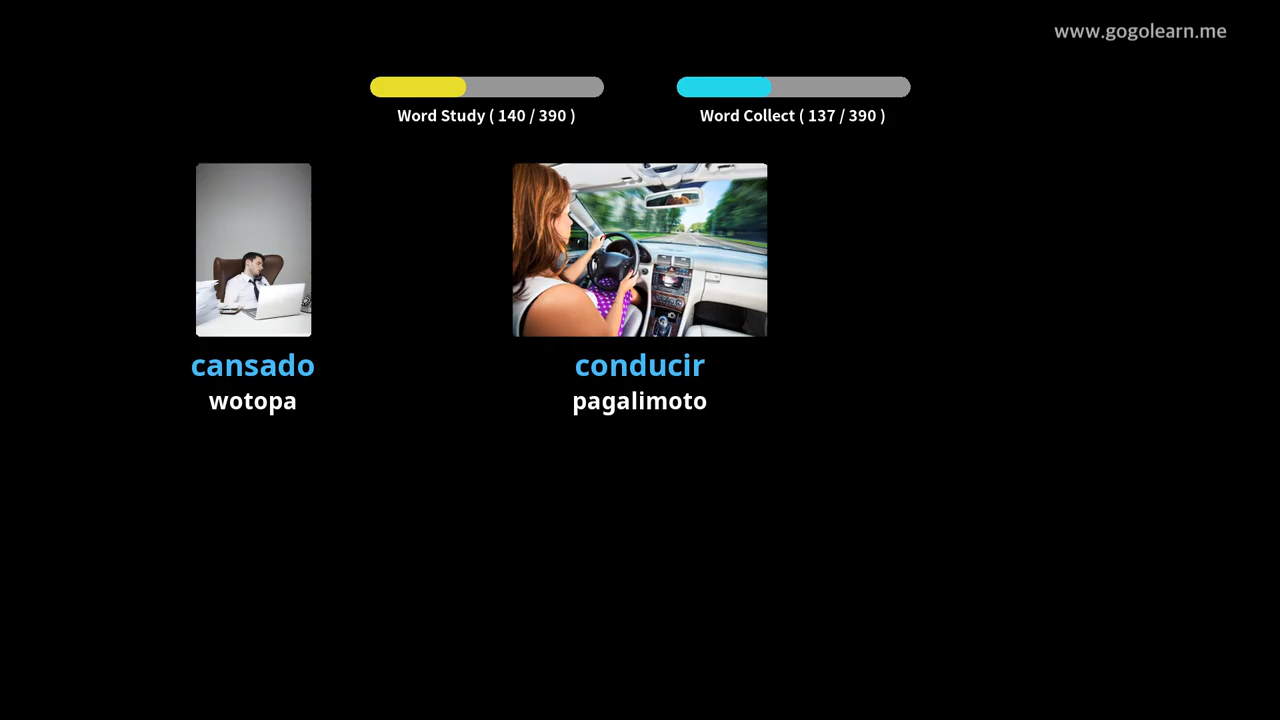 www.gogolearn.me
Word Study ( 140 / 390 )
Word Collect ( 137 / 390 )
cansado
wotopa
conducir
pagalimoto